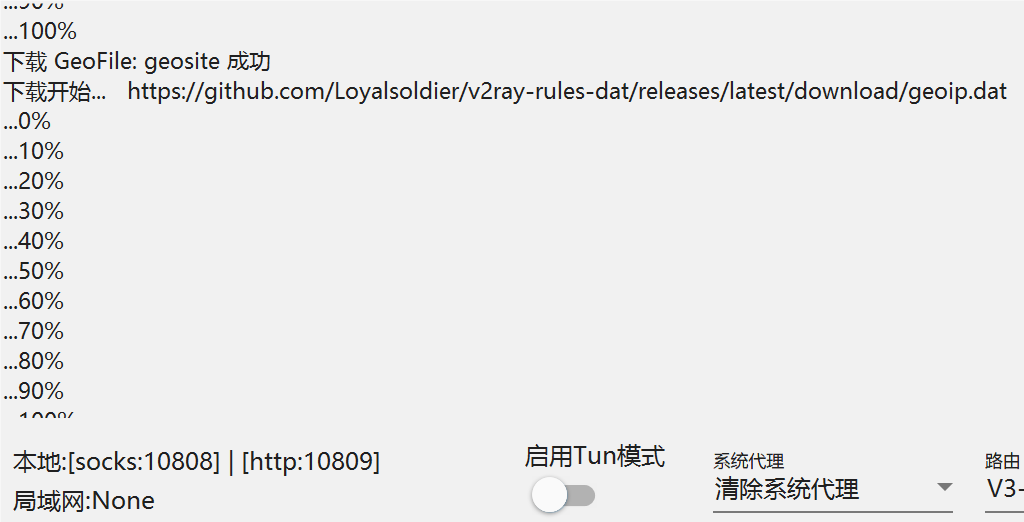 ...90%
...100%
下载 GeoFile: geosite 成功
下载开始... https://github.com/Loyalsoldier/v2ray-rules-dat/releases/latest/download/geoip.dat
...0%
...10%
...20%
...30%
...40%
...50%
...60%
...70%
...80%
...90%
...100%
本地:[socks:10808] | [http:10809]
局域网:None
启用Tun模式
系统代理
清除系统代理
路由
V3-